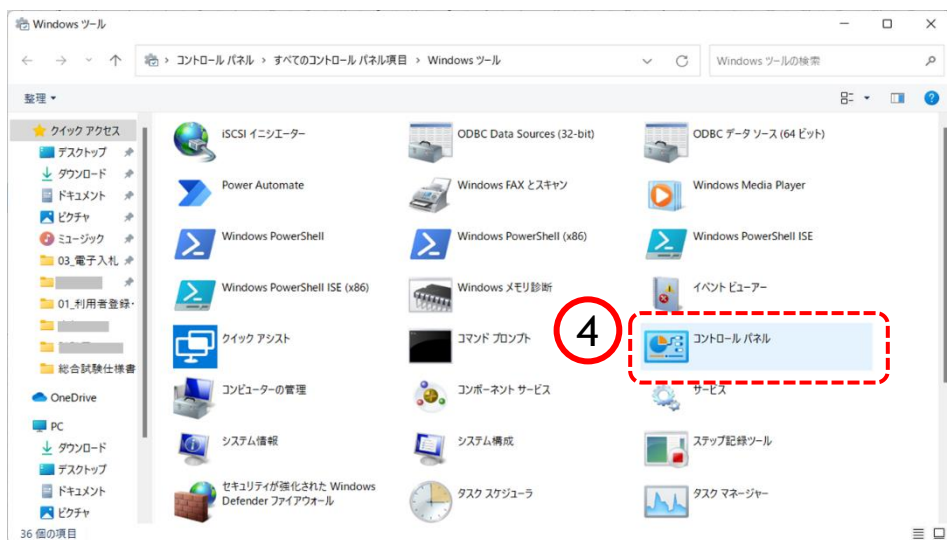 Windows ツール
コントロール パネル › すべてのコントロール パネル項目 › Windows ツール
Windows ツールの検索
整理
クイック アクセス
デスクトップ
ダウンロード
ドキュメント
ピクチャ
ミュージック
03_電子入札
01_利用者登録・
総合試験仕様書
OneDrive
PC
ダウンロード
デスクトップ
ドキュメント
ピクチャ
iSCSI イニシエーター
ODBC Data Sources (32-bit)
ODBC データ ソース (64 ビット)
Power Automate
Windows FAX とスキャン
Windows Media Player
Windows PowerShell
Windows PowerShell (x86)
Windows PowerShell ISE
Windows PowerShell ISE (x86)
Windows メモリ診断
イベント ビューアー
クイック アシスト
コマンド プロンプト
4
コントロール パネル
コンピューターの管理
コンポーネント サービス
サービス
システム情報
システム構成
ステップ記録ツール
セキュリティが強化された Windows
Defender ファイアウォール
タスク スケジューラ
タスク マネージャー
36 個の項目